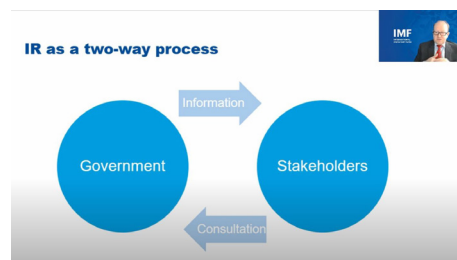 IR as a two-way process
IMF
Information
Government
Stakeholders
Consultation